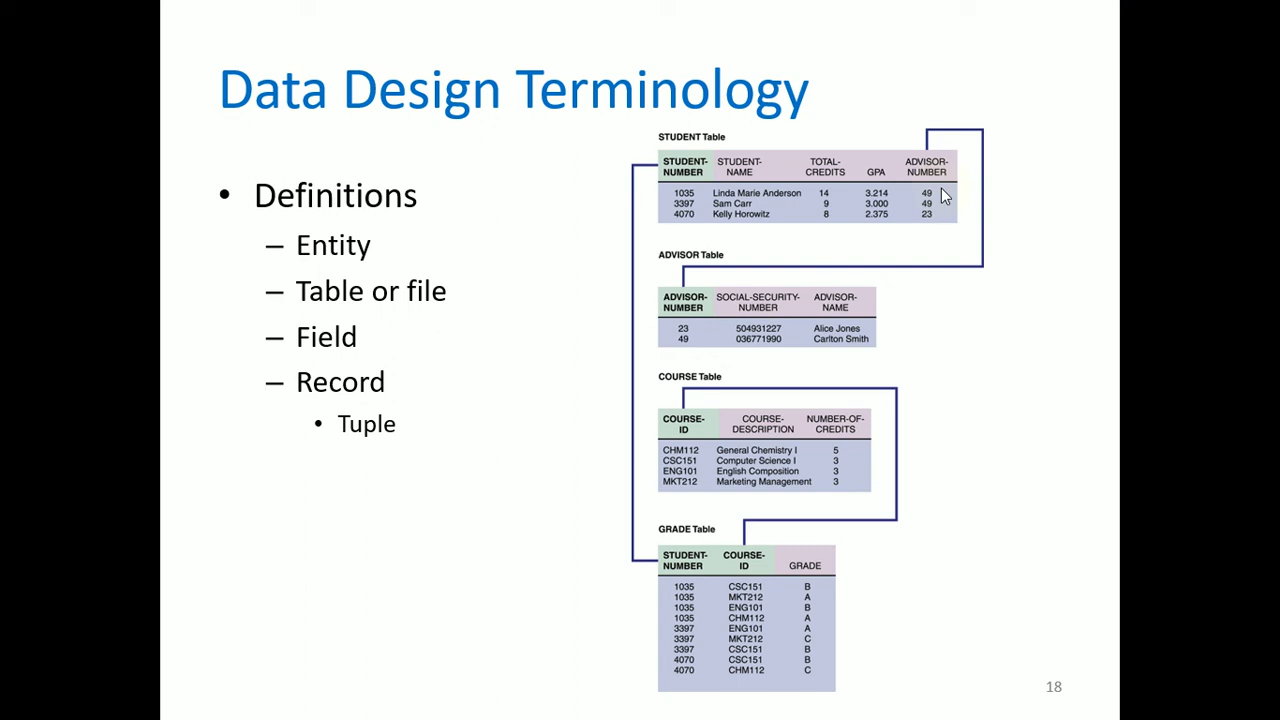 Data Design Terminology
• Definitions
– Entity
– Table or file
– Field
– Record
• Tuple
STUDENT Table
STUDENT-NUMBER STUDENT-NAME TOTAL-CREDITS GPA ADVISOR-NUMBER
1035 Linda Marie Anderson 14 3.214 49
3397 Sam Carr 9 3.000 49
4070 Kelly Horowitz 8 2.375 23
ADVISOR Table
ADVISOR-NUMBER SOCIAL-SECURITY-NUMBER ADVISOR-NAME
23 504931227 Alice Jones
49 036771990 Carlton Smith
COURSE Table
COURSE-ID COURSE-DESCRIPTION NUMBER-OF-CREDITS
CHM112 General Chemistry I 5
CSC151 Computer Science I 3
ENG101 English Composition 3
MKT212 Marketing Management 3
GRADE Table
STUDENT-NUMBER COURSE-ID GRADE
1035 CSC151 B
1035 MKT212 A
1035 ENG101 B
1035 CHM112 A
3397 ENG101 A
3397 MKT212 C
3397 CSC151 B
4070 CSC151 B
4070 CHM112 C
18